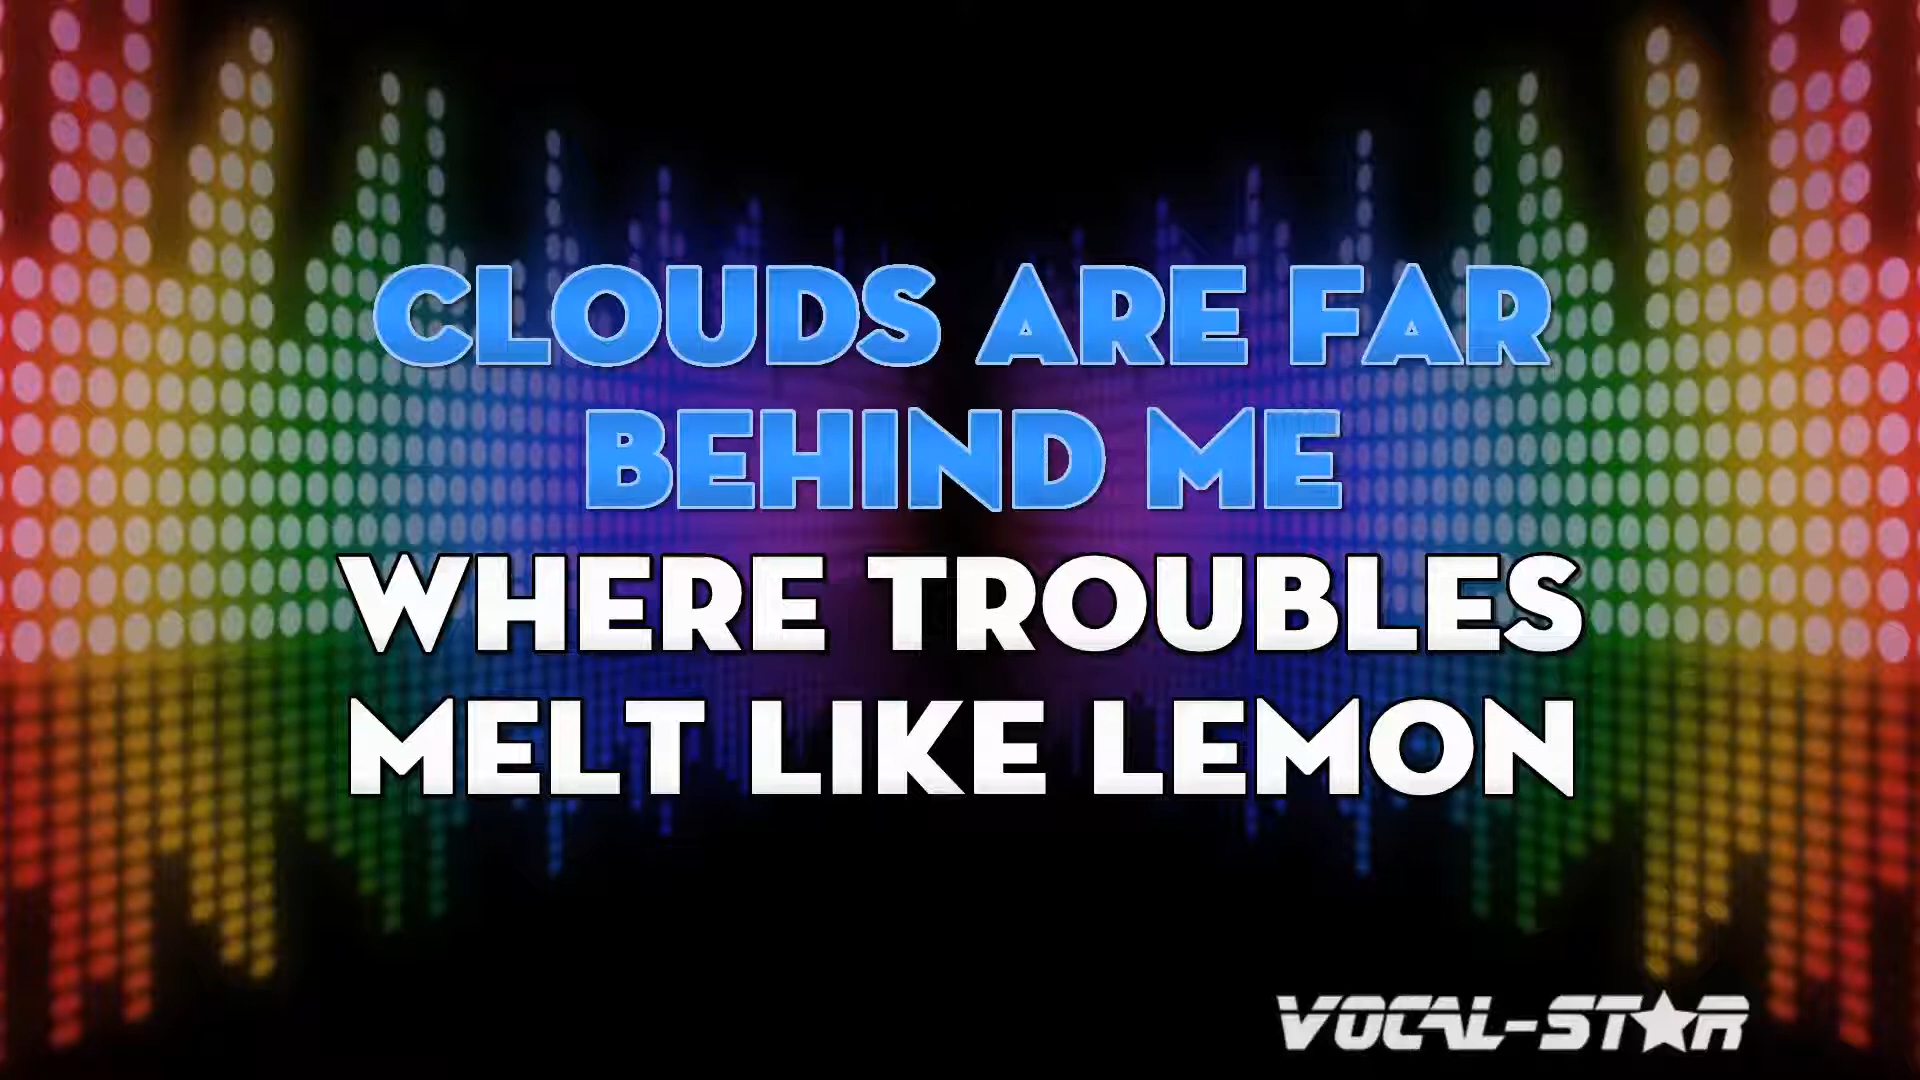 CLOUDS ARE FAR
BEHIND ME
WHERE TROUBLES
MELT LIKE LEMON
VOCAL-STAR